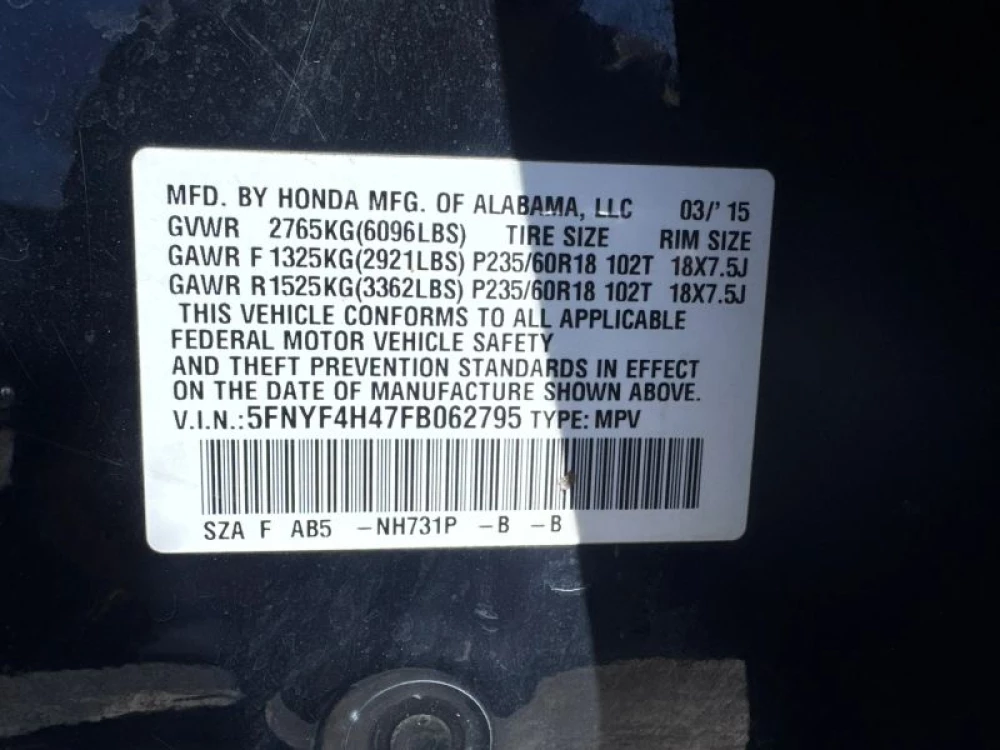 MFD. BY HONDA MFG. OF ALABAMA, LLC 03/' 15
GVWR 2765KG(6096LBS) TIRE SIZE RIM SIZE
GAWR F 1325KG(2921LBS) P235/60R18 102T 18X7.5J
GAWR R1525KG(3362LBS) P235/60R18 102T 18X7.5J
THIS VEHICLE CONFORMS TO ALL APPLICABLE
FEDERAL MOTOR VEHICLE SAFETY
AND THEFT PREVENTION STANDARDS IN EFFECT
ON THE DATE OF MANUFACTURE SHOWN ABOVE.
V.I.N.:5FNYF4H47FB062795 TYPE: MPV
SZA F AB5 –NH731P –B –B